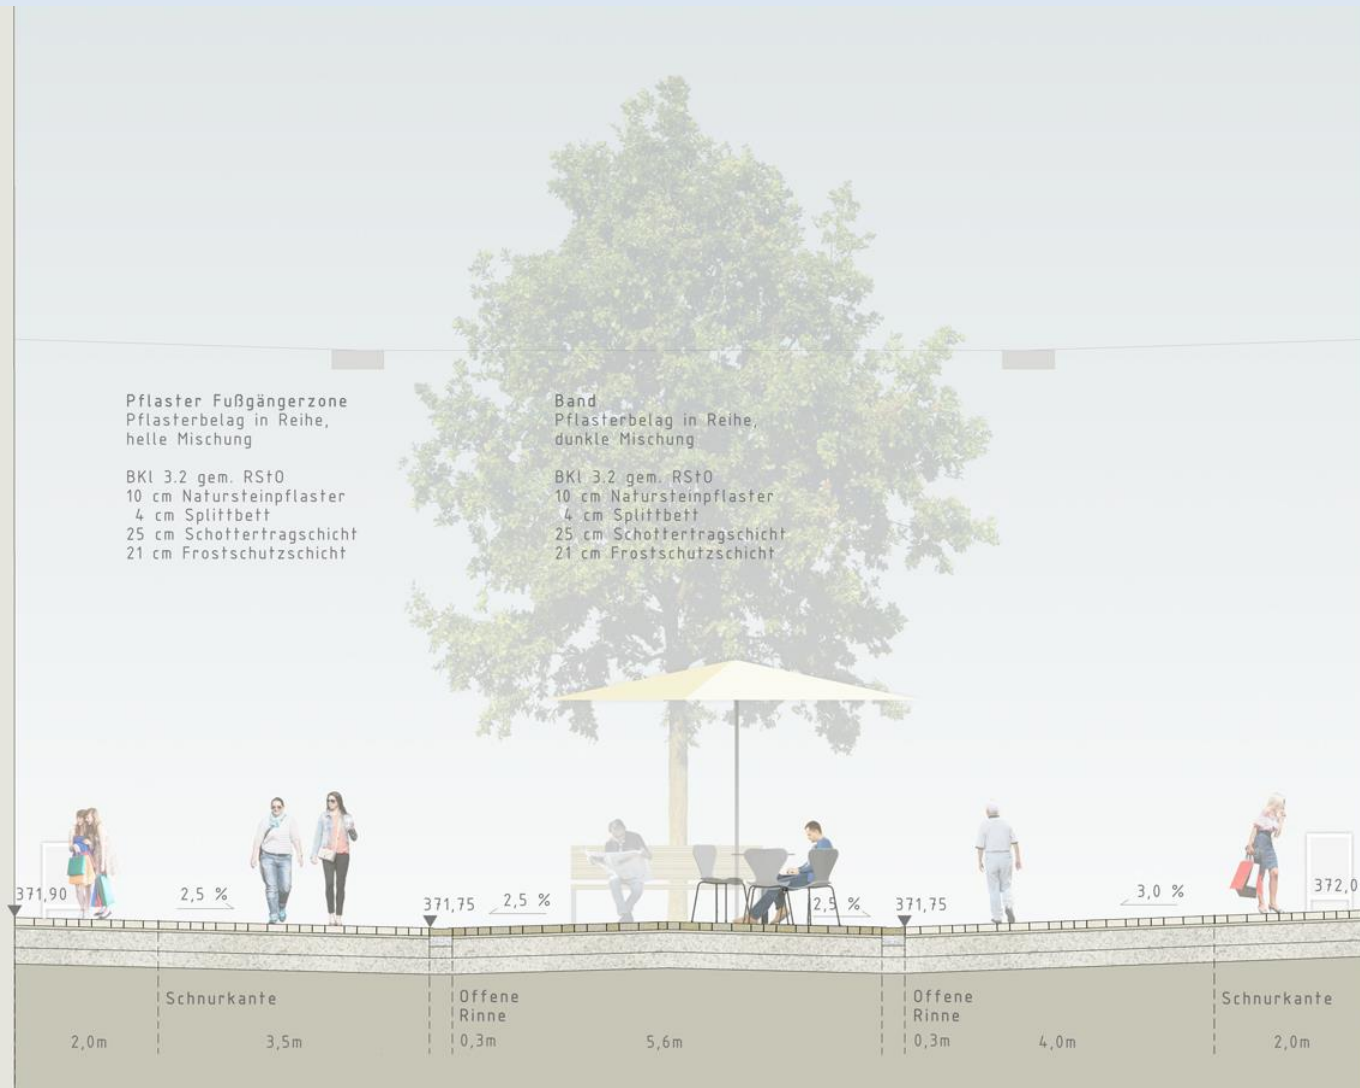 Pflaster Fußgängerzone
Pflasterbelag in Reihe,
helle Mischung
BKl 3.2 gem. RStO
10 cm Natursteinpflaster
4 cm Splittbett
25 cm Schottertragschicht
21 cm Frostschutzschicht
Band
Pflasterbelag in Reihe,
dunkle Mischung
BKl 3.2 gem. RStO
10 cm Natursteinpflaster
4 cm Splittbett
25 cm Schottertragschicht
21 cm Frostschutzschicht
371,90
2,5 %
371,75
2,5 %
2,5 %
371,75
3,0 %
372,0
Schnurkante
Offene
Rinne
Offene
Rinne
Schnurkante
2,0m
3,5m
0,3m
5,6m
0,3m
4,0m
2,0m